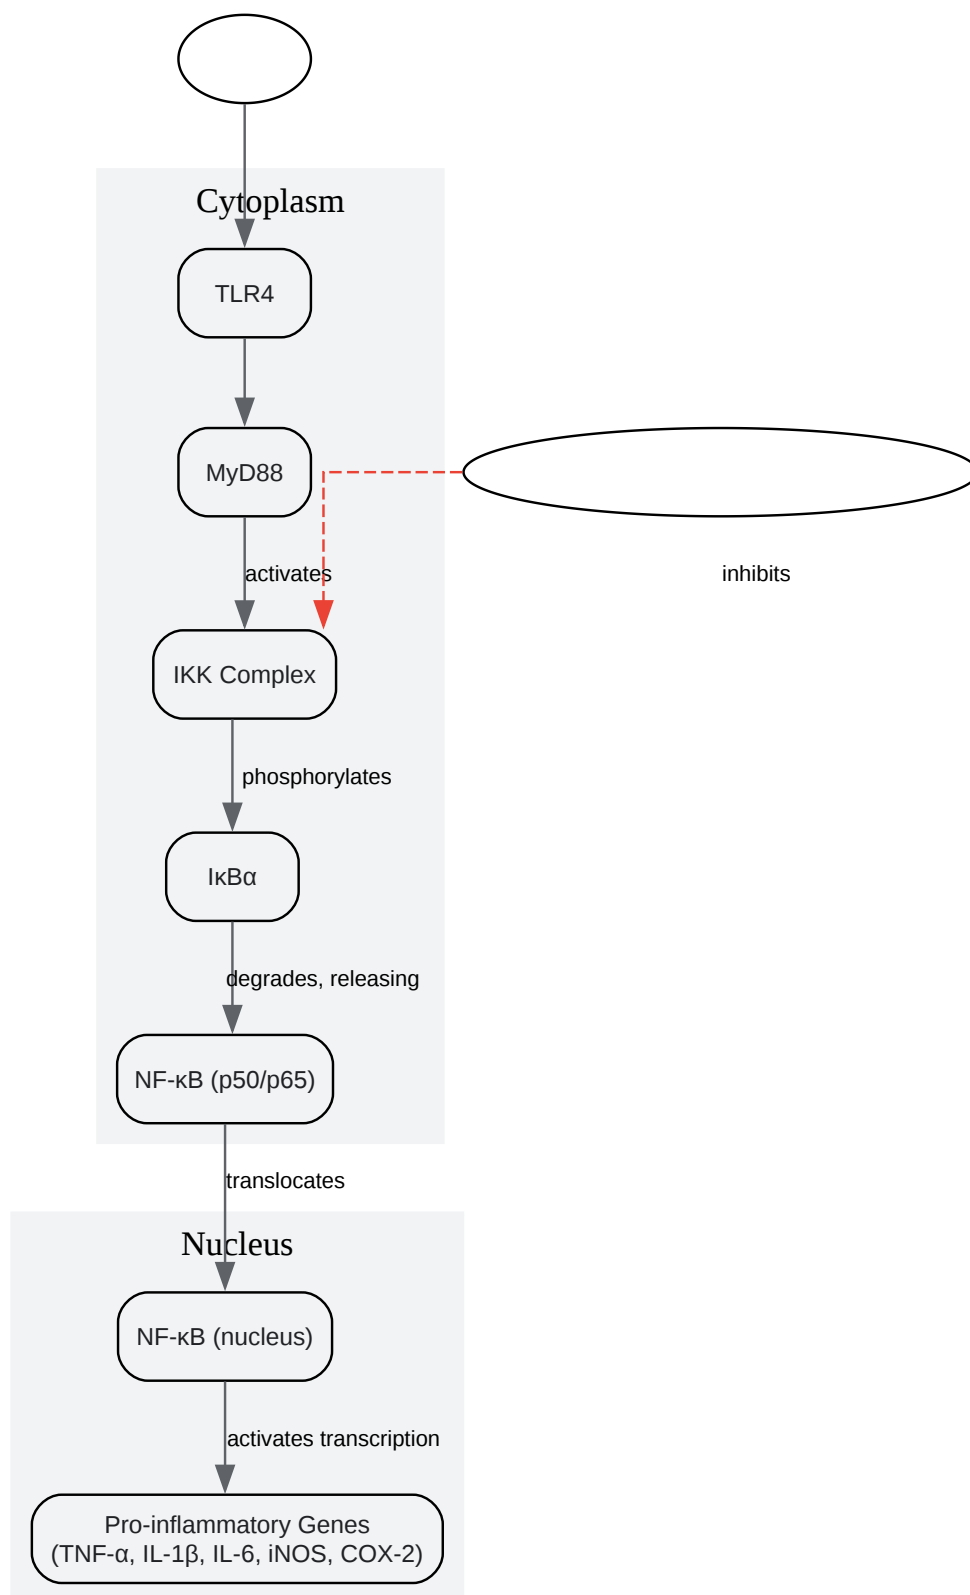 Cytoplasm
TLR4
MyD88
activates
inhibits
IKK Complex
phosphorylates
IκBα
degrades, releasing
NF-κB (p50/p65)
translocates
Nucleus
NF-κB (nucleus)
activates transcription
Pro-inflammatory Genes
(TNF-α, IL-1β, IL-6, iNOS, COX-2)